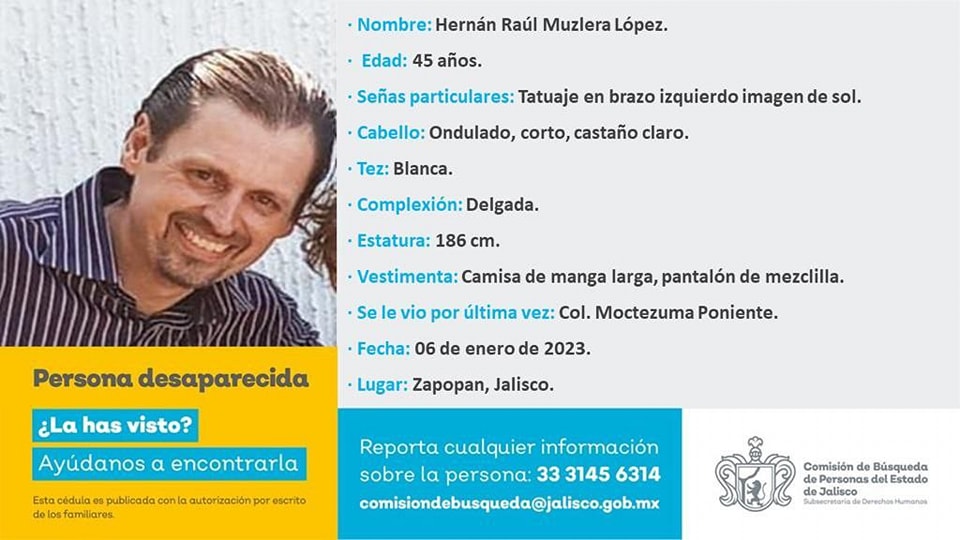 · Nombre: Hernán Raúl Muzlera López.
· Edad: 45 años.
· Señas particulares: Tatuaje en brazo izquierdo imagen de sol.
· Cabello: Ondulado, corto, castaño claro.
· Tez: Blanca.
· Complexión: Delgada.
· Estatura: 186 cm.
· Vestimenta: Camisa de manga larga, pantalón de mezclilla.
· Se le vio por última vez: Col. Moctezuma Poniente.
· Fecha: 06 de enero de 2023.
· Lugar: Zapopan, Jalisco.
Persona desaparecida
¿La has visto?
Ayúdanos a encontrarla
Esta cédula es publicada con la autorización por escrito
de los familiares.
Reporta cualquier información
sobre la persona: 33 3145 6314
comisiondebusqueda@jalisco.gob.mx
Comisión de Búsqueda
de Personas del Estado
de Jalisco
Subsecretaría de Derechos Humanos